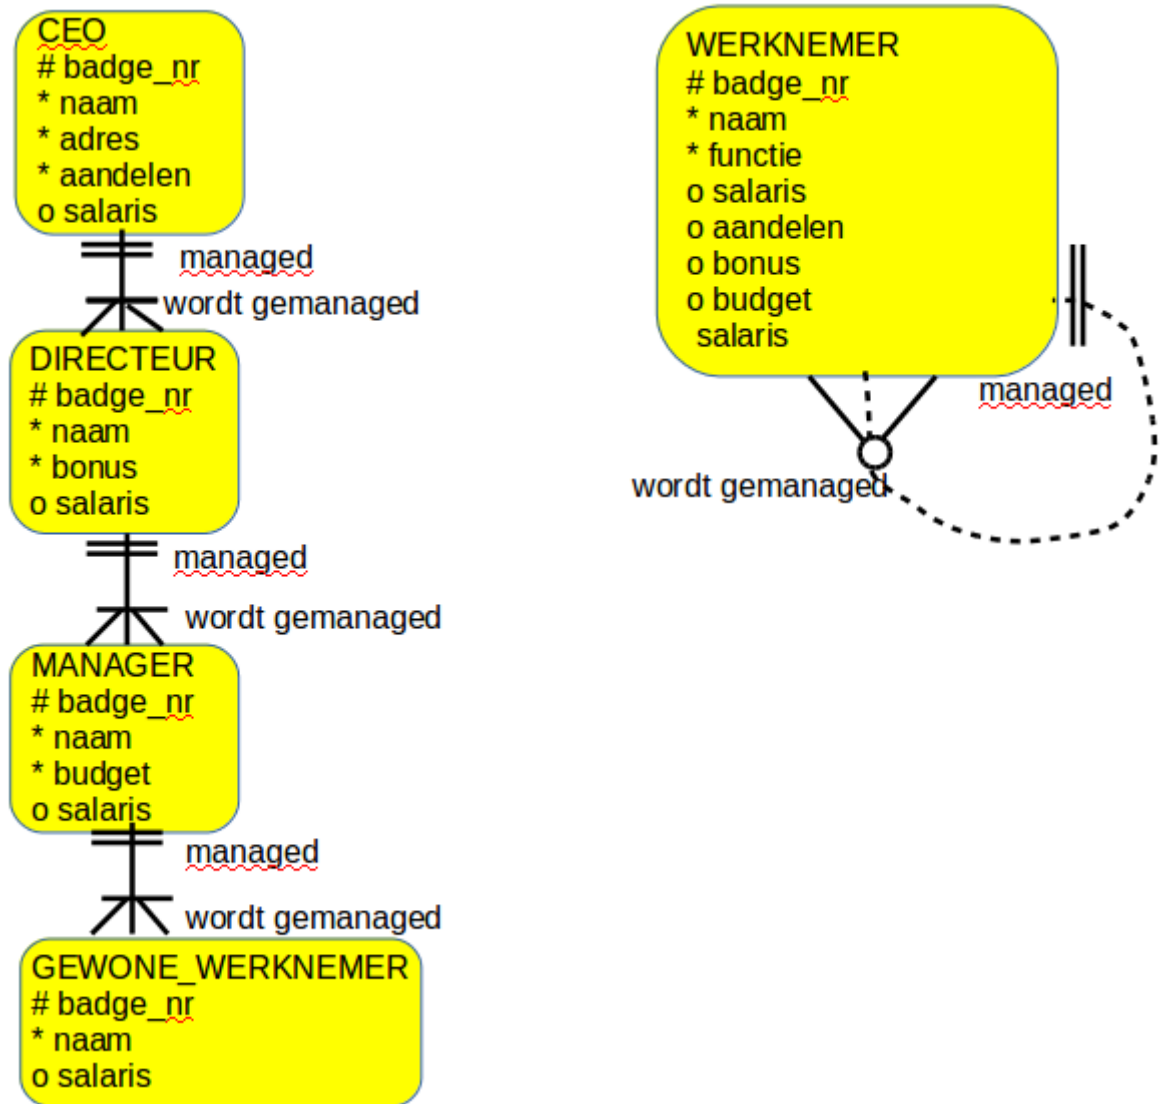 CEO
# badge_nr
* naam
* adres
* aandelen
o salaris
managed
wordt gemanaged
DIRECTEUR
# badge_nr
* naam
* bonus
o salaris
managed
wordt gemanaged
MANAGER
# badge_nr
* naam
* budget
o salaris
managed
wordt gemanaged
GEWONE_WERKNEMER
# badge_nr
* naam
o salaris
WERKNEMER
# badge_nr
* naam
* functie
o salaris
o aandelen
o bonus
o budget
salaris
managed
wordt gemanaged